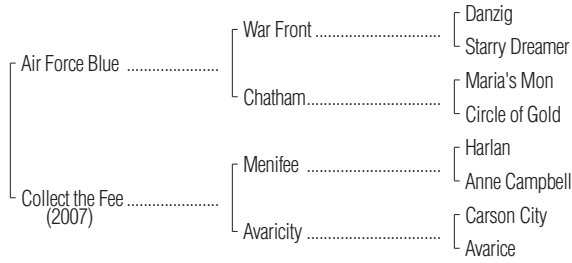 Danzig
War Front ......................................
Starry Dreamer
Air Force Blue .....................
Maria's Mon
Chatham.........................................
Circle of Gold
Harlan
Menifee .........................................
Anne Campbell
Collect the Fee .....................
(2007)
Carson City
Avaricity ........................................
Avarice